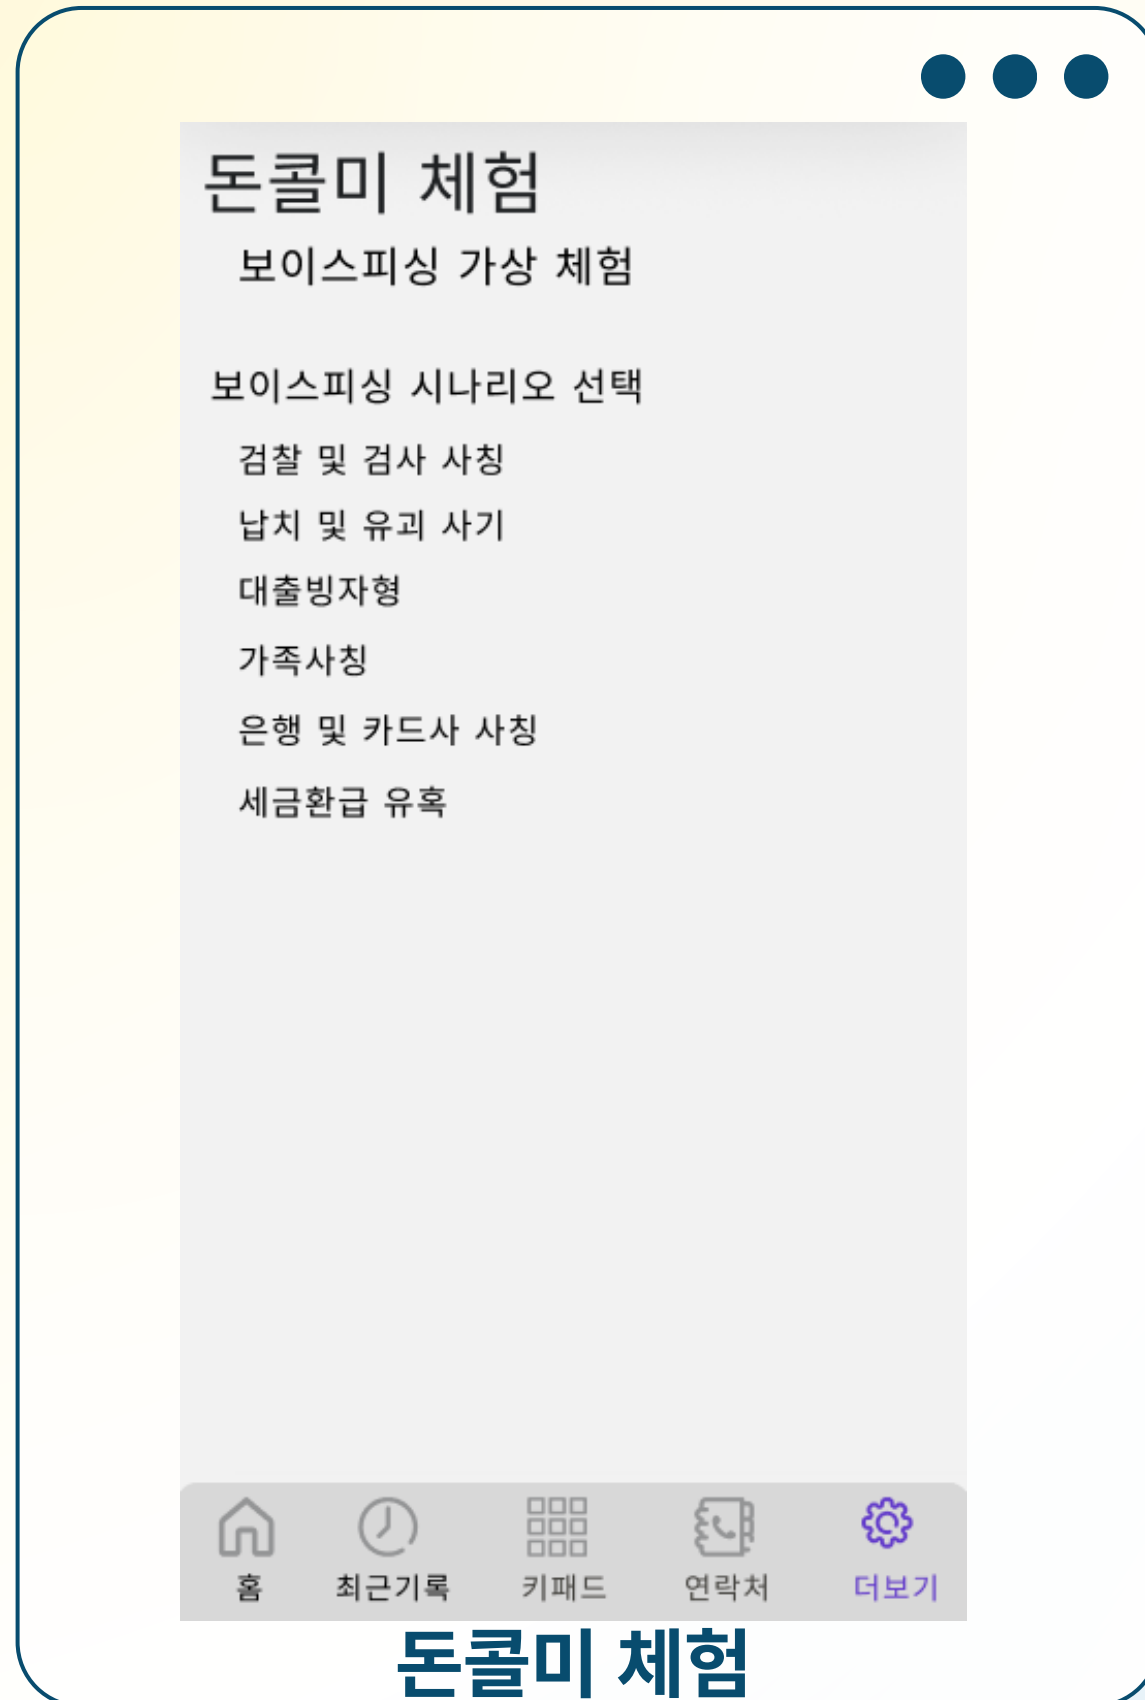 돈콜미 체험
보이스피싱 가상 체험
보이스피싱 시나리오 선택
검찰 및 검사 사칭
납치 및 유괴 사기
대출빙자형
가족사칭
은행 및 카드사 사칭
세금환급 유혹
홈 최근기록 키패드 연락처 더보기
돈콜미 체험